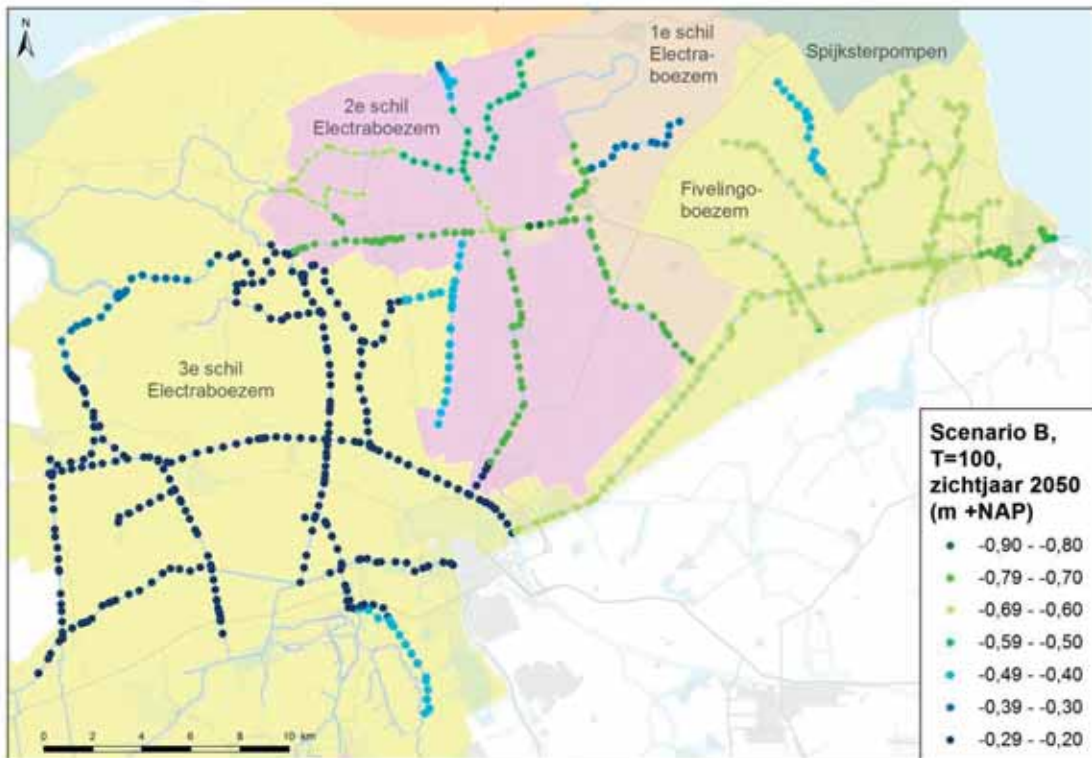 N
1e schil
Electra-
boezem
Spijksterpompen
2e schil
Electraboezem
Fivelingo-
boezem
3e schil
Electraboezem
Scenario B,
T=100,
zichtjaar 2050
(m +NAP)
-0,90 - -0,80
-0,79 - -0,70
-0,69 - -0,60
-0,59 - -0,50
-0,49 - -0,40
-0,39 - -0,30
-0,29 - -0,20
0 2 4 6 8 10 km